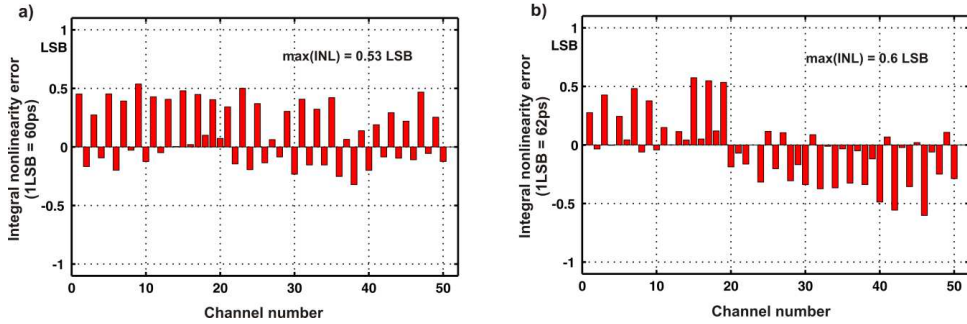 a)
1
LSB
max(INL) = 0.53 LSB
0.5
0
-0.5
-1
0
10
20
30
40
50
Channel number
Integral nonlinearity error
(1LSB = 60ps)
b)
1
LSB
max(INL) = 0.6 LSB
0.5
0
-0.5
-1
0
10
20
30
40
50
Channel number
Integral nonlinearity error
(1LSB = 62ps)